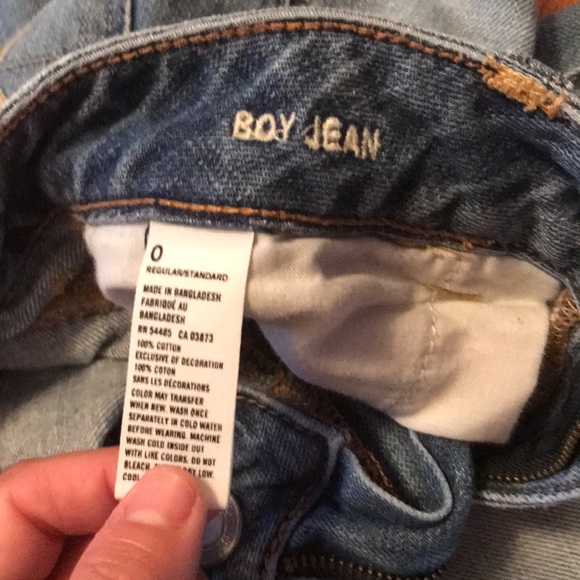 BOY JEAN
0
REGULAR/STANDARD
MADE IN BANGLADESH
FABRIQUÉ AU
BANGLADESH
RN 54485 CA 03873
100% COTTON
EXCLUSIVE OF DECORATION
100% COTON
SANS LES DÉCORATIONS
COLOR MAY TRANSFER
WHEN NEW. WASH ONCE
SEPARATELY IN COLD WATER
BEFORE WEARING. MACHINE
WASH COLD INSIDE OUT
WITH LIKE COLORS. DO NOT
BLEACH. LOW.